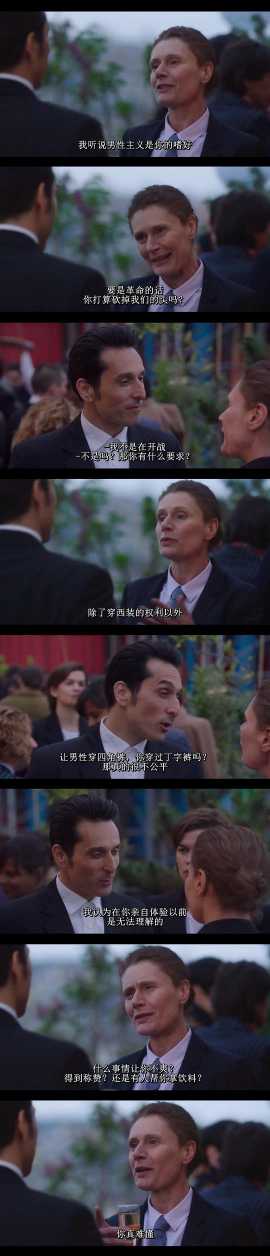 我听说男性主义是你的嗜好
要是革命的话
你打算砍掉我们的头吗?
-我不是在开战
-不是吗? 那你有什么要求?
除了穿西装的权利以外
让男性穿四角裤, 你穿过丁字裤吗?
那真的很不公平
我认为在你亲自体验以前
是无法理解的
什么事情让你不爽?
得到称赞? 还是有人帮你拿饮料?
你真难懂